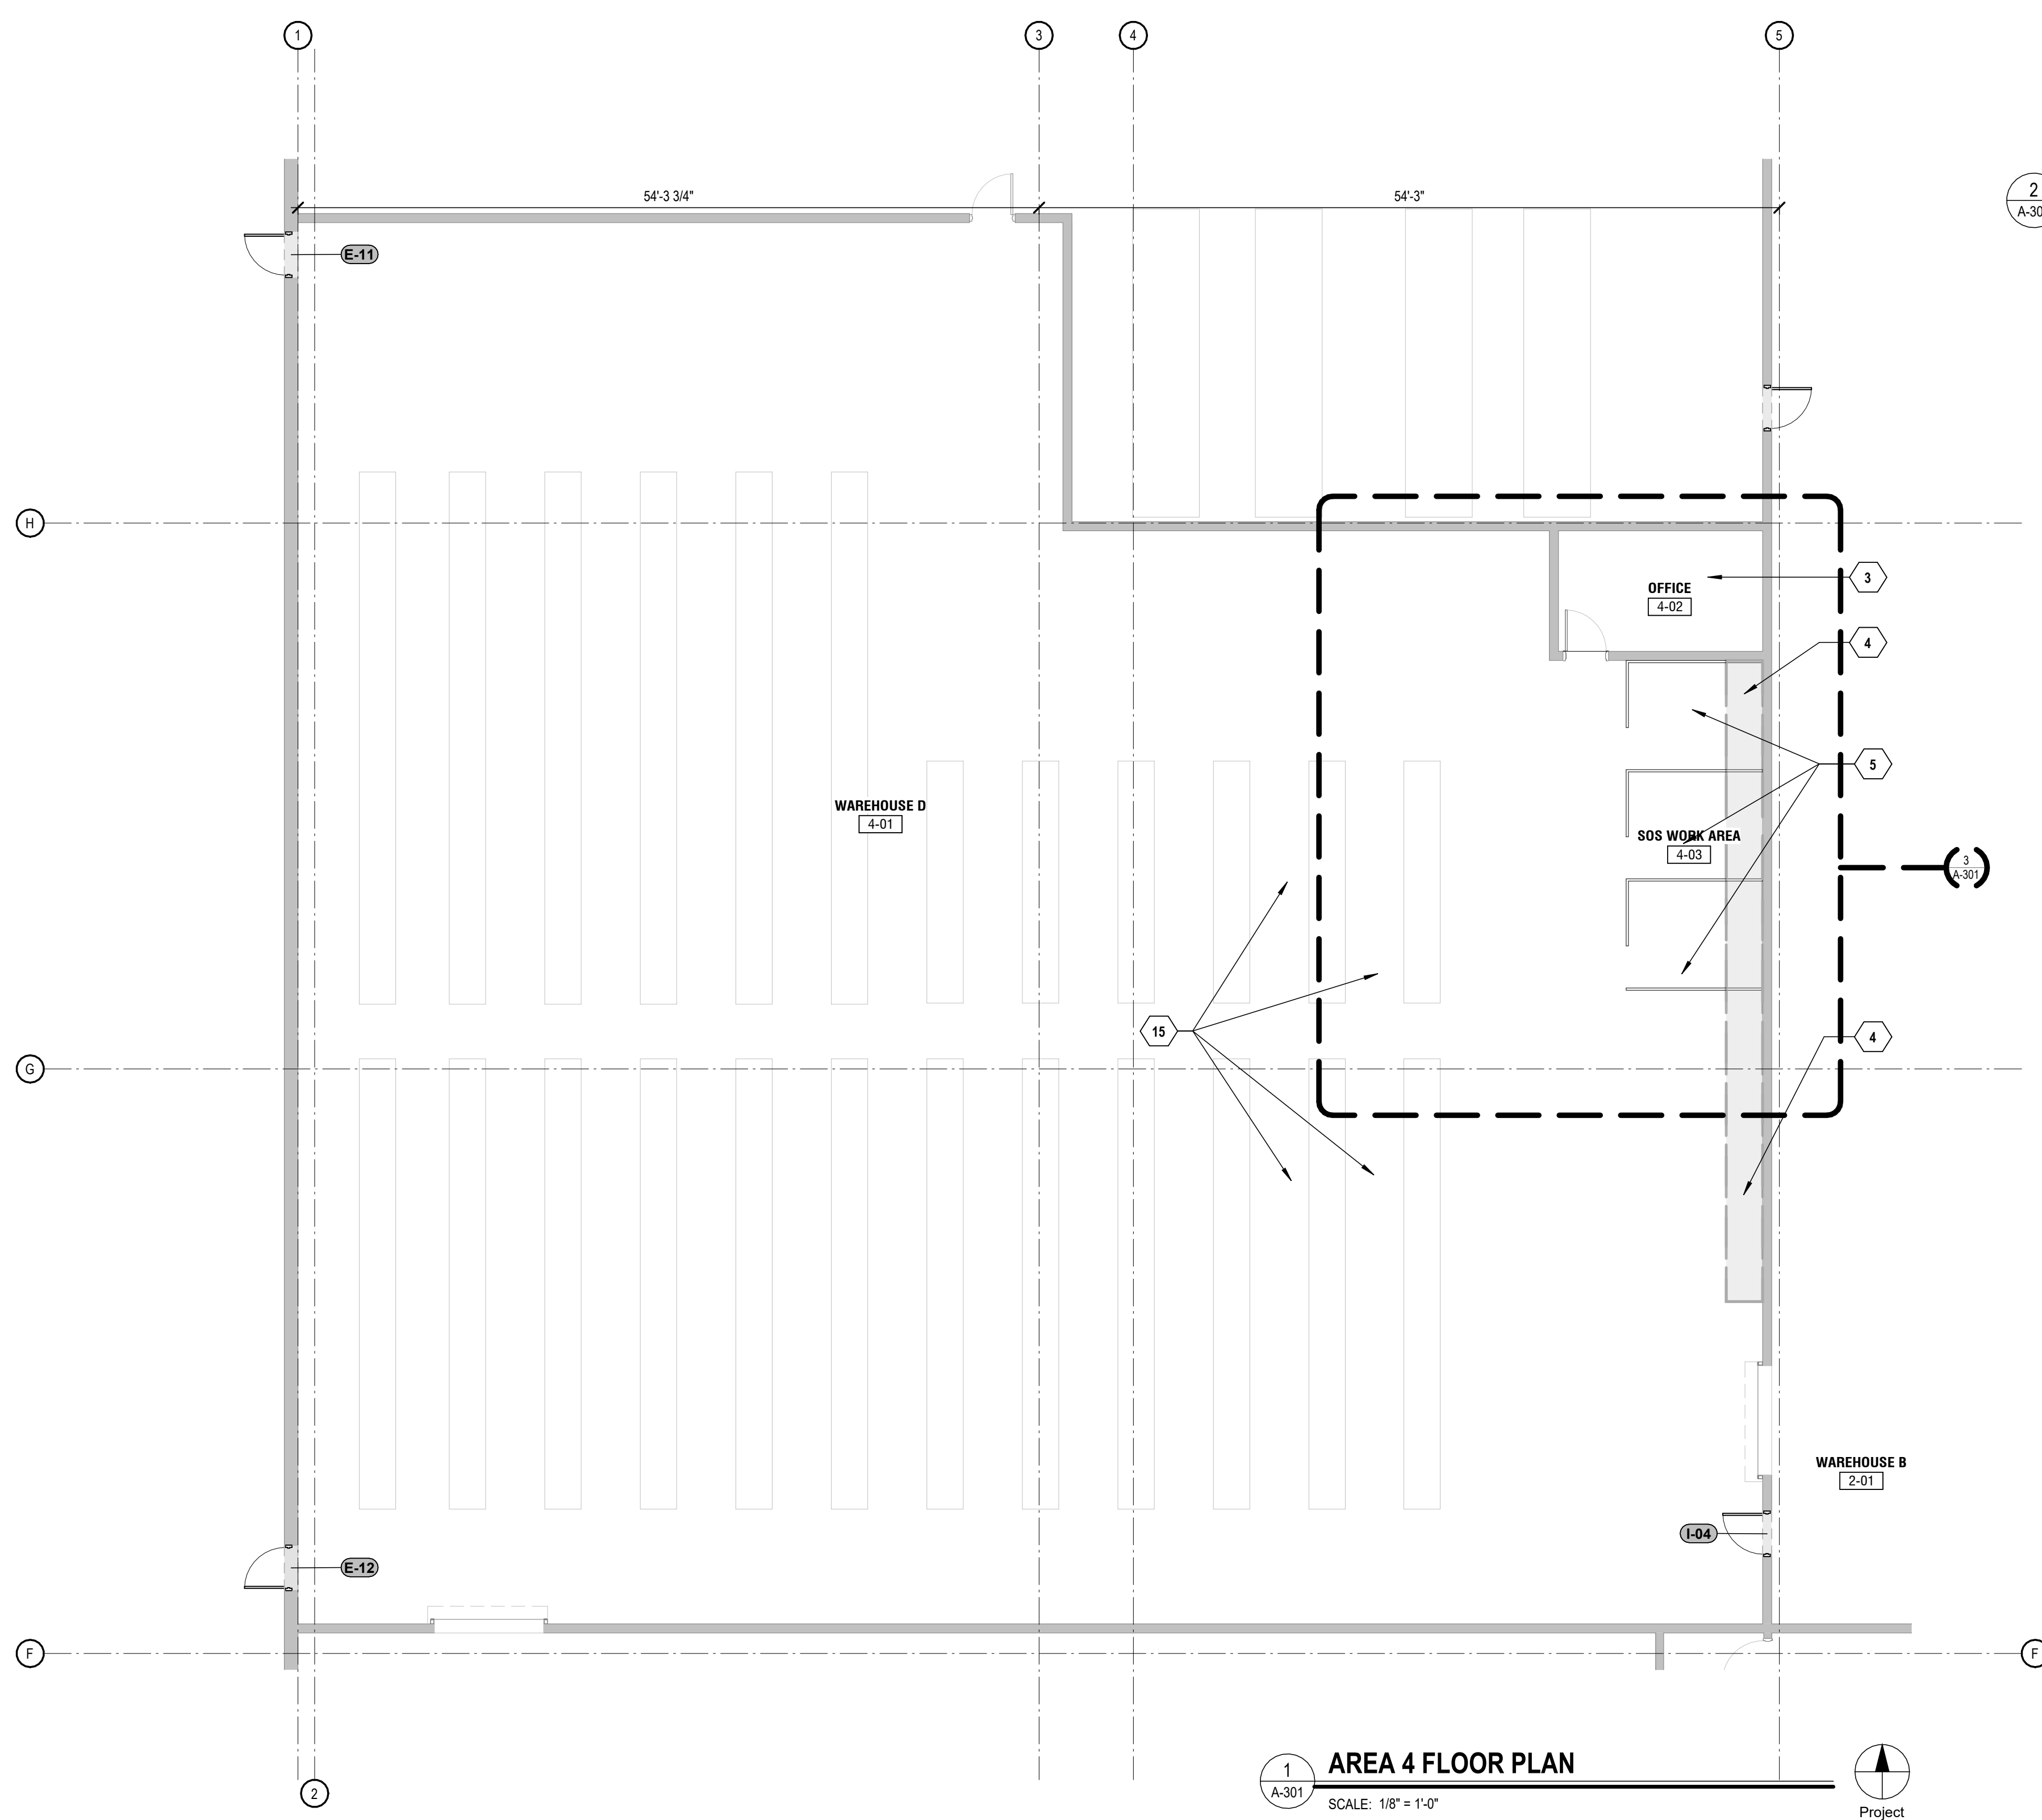 1
3
4
5
2
A-30
54'-3 3/4"
54'-3"
E-11
H
3
OFFICE
4-02
4
5
WAREHOUSE D
4-01
SOS WORK AREA
4-03
3
A-301
15
4
G
WAREHOUSE B
2-01
I-04
E-12
F
F
1
A-301
AREA 4 FLOOR PLAN
SCALE: 1/8" = 1'-0"
2
Project